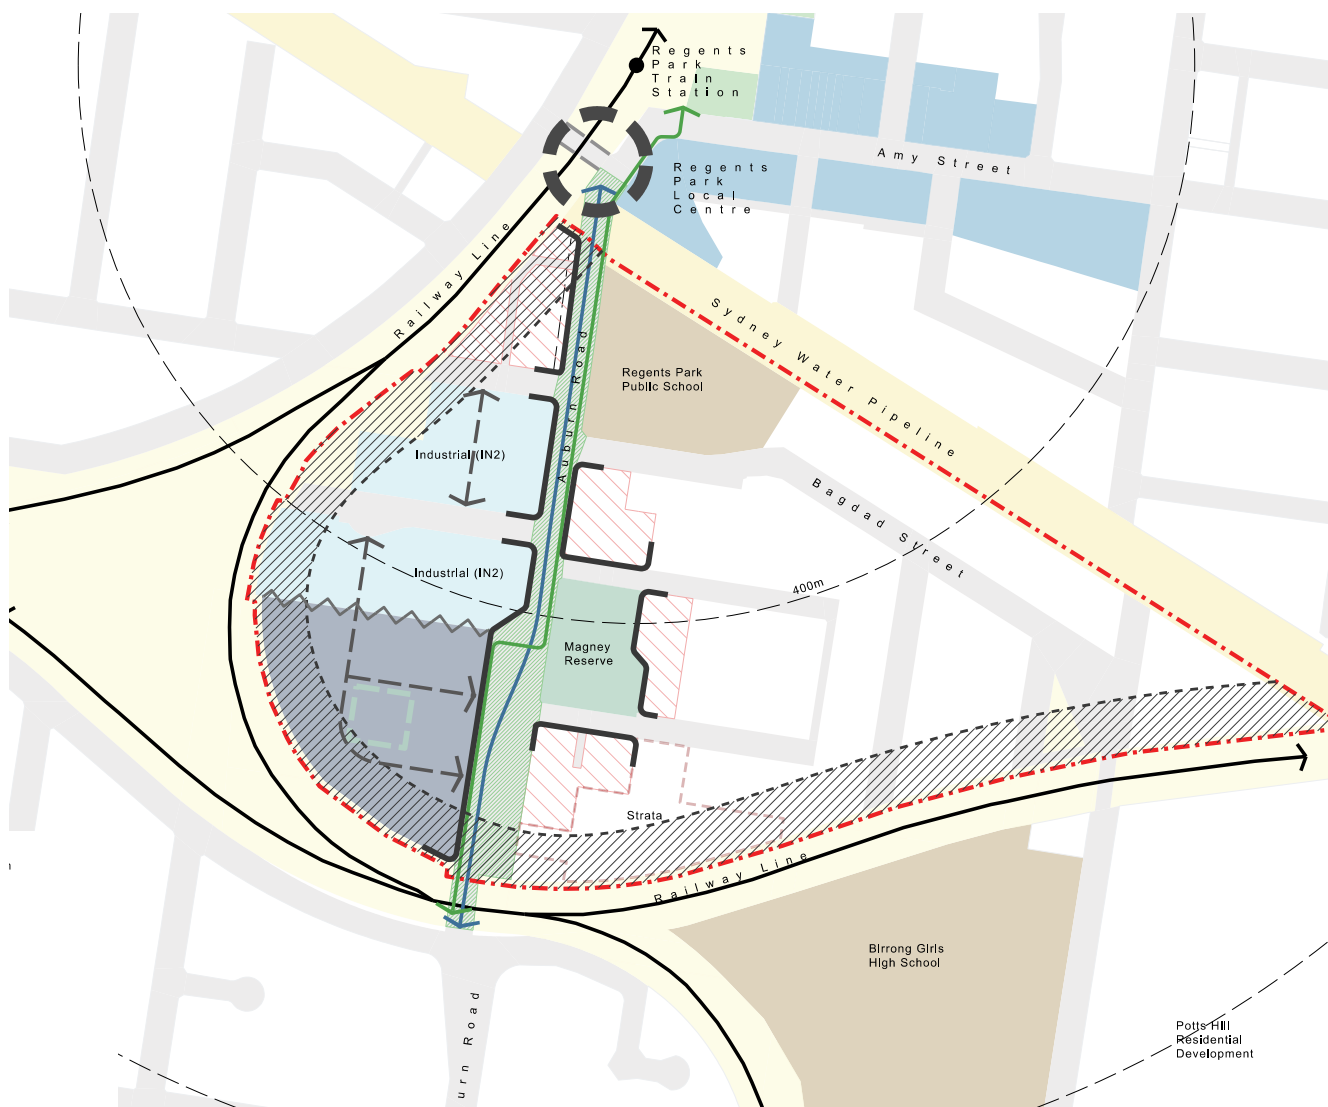 Regents
Park
Train
Station
Amy Street
Regents
Park
Local
Centre
Railway Line
Sydney Water Pipeline
Auburn Road
Regents Park
Public School
Industrial (IN2)
Bagdad Street
Industrial (IN2)
400m
Magney
Reserve
Strata
Railway Line
Birrong Girls
High School
urn Road
Potts Hill
Residential
Development